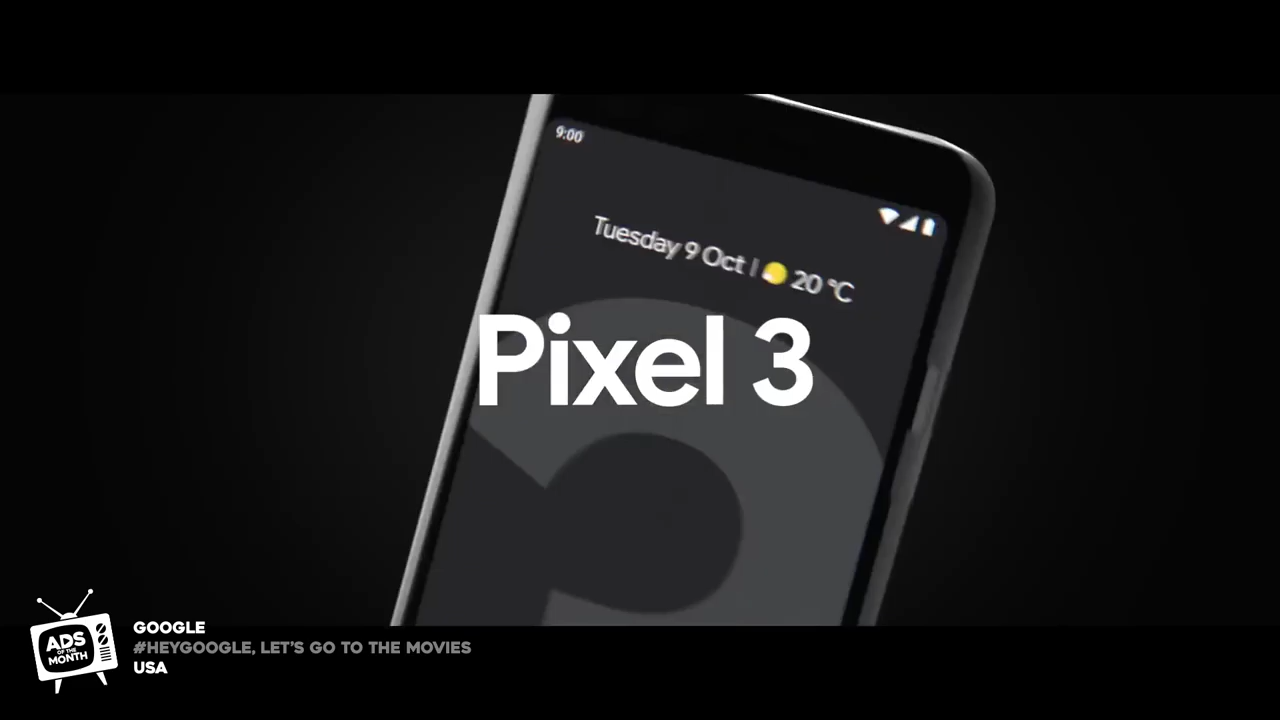 9:00
Tuesday 9 Oct | 20 °C
Pixel 3
ADS
OF THE
MONTH
GOOGLE
#HEYGOOGLE, LET'S GO TO THE MOVIES
USA